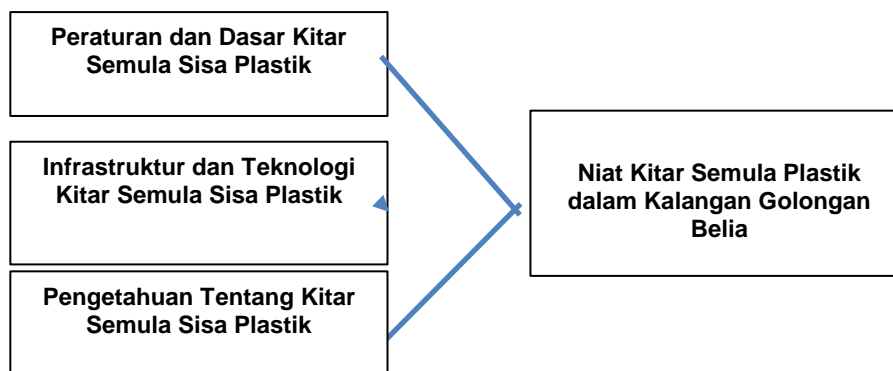 Peraturan dan Dasar Kitar
Semula Sisa Plastik
Infrastruktur dan Teknologi
Kitar Semula Sisa Plastik
Niat Kitar Semula Plastik
dalam Kalangan Golongan
Belia
Pengetahuan Tentang Kitar
Semula Sisa Plastik